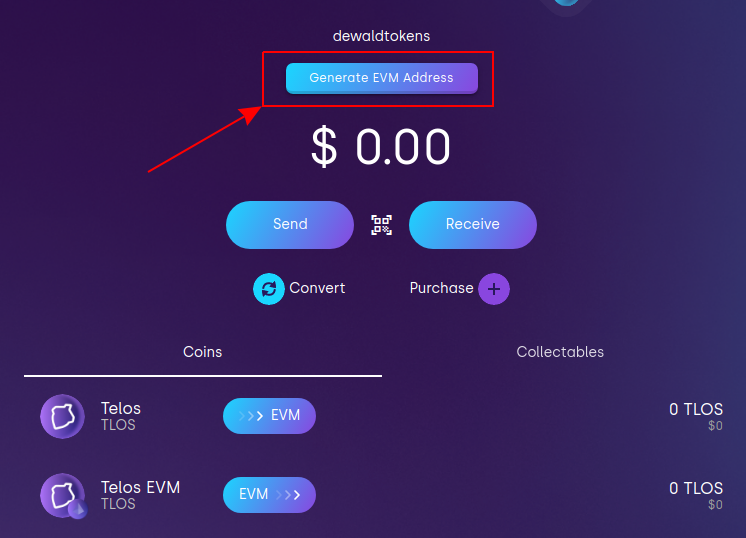 dewaldtokens
Generate EVM Address
$ 0.00
Send Receive
Convert Purchase
Coins Collectables
Telos EVM 0 TLOS
TLOS $0
Telos EVM EVM 0 TLOS
TLOS $0